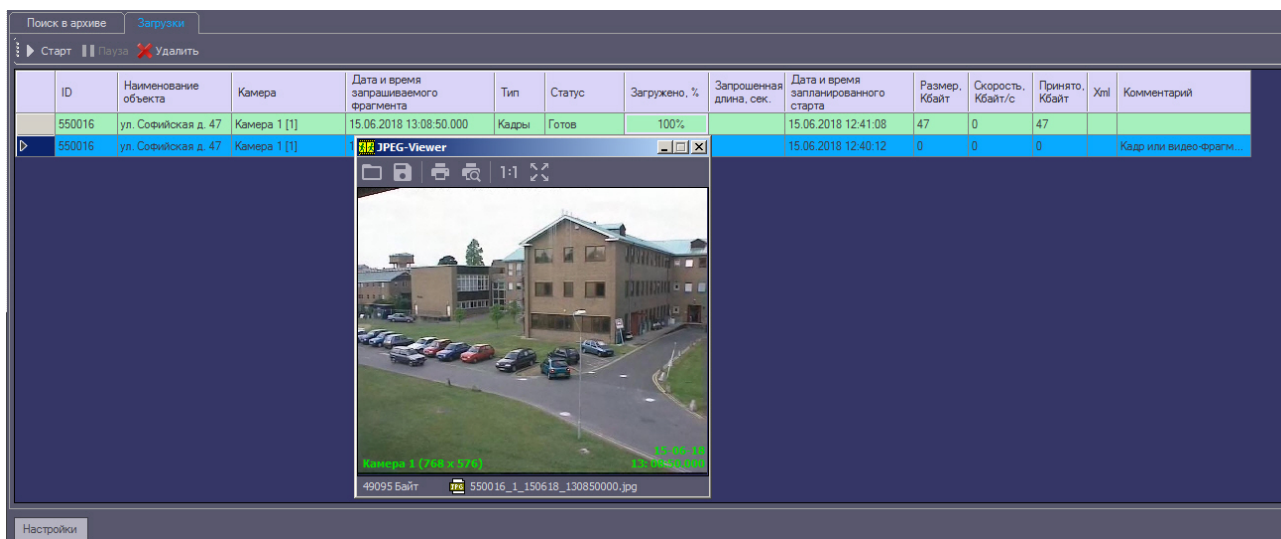 Поиск в архиве Загрузки
Старт Пауза Удалить
ID Наименование объекта Камера Дата и время запрашиваемого фрагмента Тип Статус Загружено, % Запрошенная длина, сек. Дата и время запланированного старта Размер, Кбайт Скорость, Кбайт/с Принято, Кбайт Xml Комментарий
550016 ул. Софийская д. 47 Камера 1 [1] 15.06.2018 13:08:50.000 Кадры Готов 100% 15.06.2018 12:41:08 47 0 47
550016 ул. Софийская д. 47 Камера 1 [1] 15.06.2018 12:40:12 0 0 0 Кадр или видео-фрагм...
JPEG-Viewer
1:1
15-06-18
Камера 1 (768 x 576) 13: 08:50.000
49095 Байт JPG 550016_1_150618_130850000.jpg
Настройки